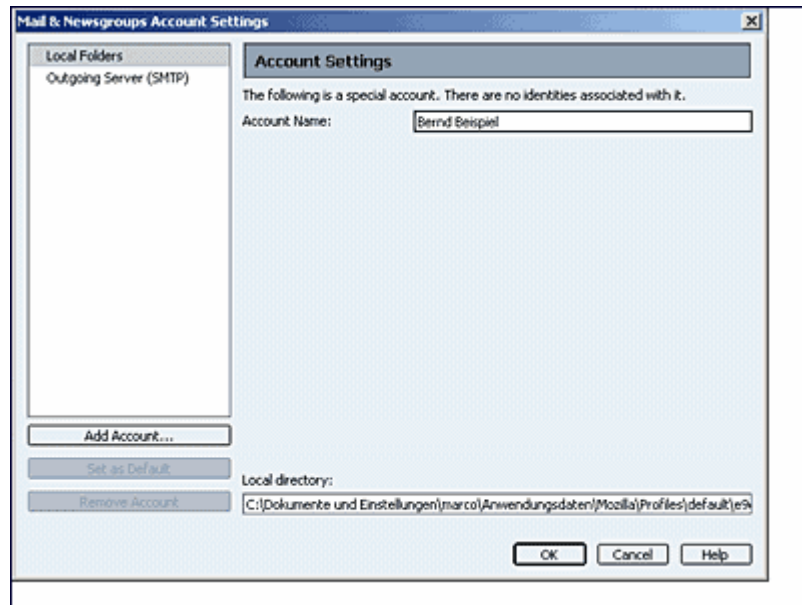 Mail & Newsgroups Account Settings
Local Folders
Outgoing Server (SMTP)
Account Settings
The following is a special account. There are no identities associated with it.
Account Name: Bernd Beispiel
Add Account...
Set as Default
Remove Account
Local directory:
C:\Dokumente und Einstellungen\marco\Anwendungsdaten\Mozilla\Profiles\default\e9
OK Cancel Help